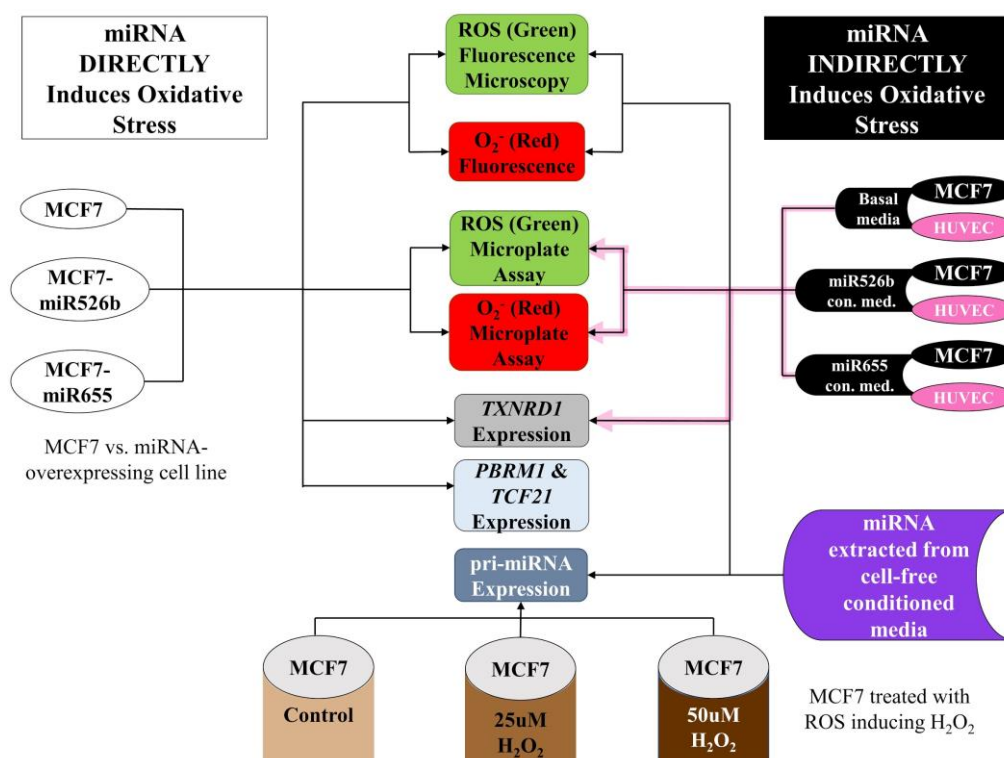 miRNA
DIRECTLY
Induces Oxidative
Stress
ROS (Green)
Fluorescence
Microscopy
O₂⁻ (Red)
Fluorescence
miRNA
INDIRECTLY
Induces Oxidative
Stress
MCF7
MCF7-
miR526b
MCF7-
miR655
MCF7 vs. miRNA-
overexpressing cell line
ROS (Green)
Microplate
Assay
O₂⁻ (Red)
Microplate
Assay
TXNRD1
Expression
PBRM1 &
TCF21
Expression
pri-miRNA
Expression
Basal
media
MCF7
HUVEC
miR526b
con. med.
MCF7
HUVEC
miR655
con. med.
MCF7
HUVEC
miRNA
extracted from
cell-free
conditioned
media
MCF7
Control
MCF7
25uM
H₂O₂
MCF7
50uM
H₂O₂
MCF7 treated with
ROS inducing H₂O₂